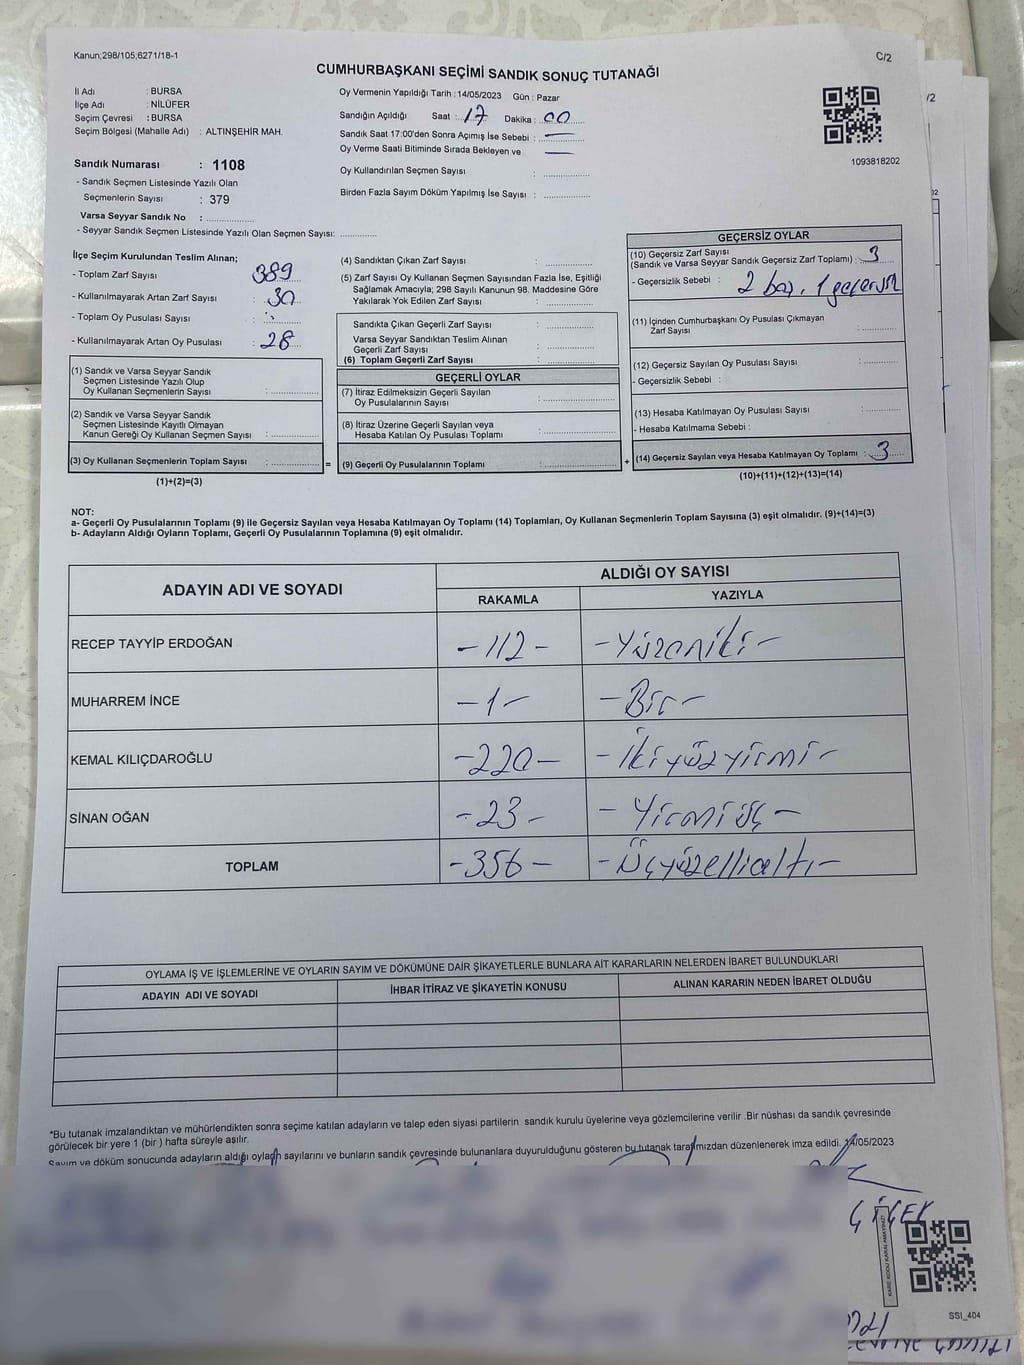 Kanun;298/105;6271/18-1
C/2
CUMHURBAŞKANI SEÇİMİ SANDIK SONUÇ TUTANAĞI
İl Adı : BURSA
İlçe Adı : NİLÜFER
Seçim Çevresi : BURSA
Seçim Bölgesi (Mahalle Adı) : ALTINŞEHİR MAH.
Sandık Numarası : 1108
- Sandık Seçmen Listesinde Yazılı Olan
Seçmenlerin Sayısı : 379
Varsa Seyyar Sandık No : ..............
- Seyyar Sandık Seçmen Listesinde Yazılı Olan Seçmen Sayısı: ............
Oy Vermenin Yapıldığı Tarih : 14/05/2023 Gün : Pazar
Sandığın Açıldığı Saat : 17 Dakika : 00
Sandık Saat 17:00'den Sonra Açımış İse Sebebi : —
Oy Verme Saati Bitiminde Sırada Bekleyen ve —
Oy Kullandırılan Seçmen Sayısı : ..............
Birden Fazla Sayım Döküm Yapılmış İse Sayısı : ..............
1093818202
İlçe Seçim Kurulundan Teslim Alınan;
- Toplam Zarf Sayısı : 389
- Kullanılmayarak Artan Zarf Sayısı : 30
- Toplam Oy Pusulası Sayısı :
- Kullanılmayarak Artan Oy Pusulası : 28
(1) Sandık ve Varsa Seyyar Sandık
Seçmen Listesinde Yazılı Olup
Oy Kullanan Seçmenlerin Sayısı : ..............
(2) Sandık ve Varsa Seyyar Sandık
Seçmen Listesinde Kayıtlı Olmayan
Kanun Gereği Oy Kullanan Seçmen Sayısı : ..............
(3) Oy Kullanan Seçmenlerin Toplam Sayısı : ..............
=
(1)+(2)=(3)
(4) Sandıktan Çıkan Zarf Sayısı : ..............
(5) Zarf Sayısı Oy Kullanan Seçmen Sayısından Fazla İse, Eşitliği
Sağlamak Amacıyla; 298 Sayılı Kanunun 98. Maddesine Göre
Yakılarak Yok Edilen Zarf Sayısı : ..............
Sandıkta Çıkan Geçerli Zarf Sayısı : ..............
Varsa Seyyar Sandıktan Teslim Alınan
Geçerli Zarf Sayısı : ..............
(6) Toplam Geçerli Zarf Sayısı : ..............
GEÇERLİ OYLAR
(7) İtiraz Edilmeksizin Geçerli Sayılan
Oy Pusulalarının Sayısı : ..............
(8) İtiraz Üzerine Geçerli Sayılan veya
Hesaba Katılan Oy Pusulası Toplamı : ..............
(9) Geçerli Oy Pusulalarının Toplamı : ..............
+
GEÇERSİZ OYLAR
(10) Geçersiz Zarf Sayısı
(Sandık ve Varsa Seyyar Sandık Geçersiz Zarf Toplamı) : 3
- Geçersizlik Sebebi : 2 boş, 1 geçersiz
(11) İçinden Cumhurbaşkanı Oy Pusulası Çıkmayan
Zarf Sayısı : ..............
(12) Geçersiz Sayılan Oy Pusulası Sayısı : ..............
- Geçersizlik Sebebi :
(13) Hesaba Katılmayan Oy Pusulası Sayısı : ..............
- Hesaba Katılmama Sebebi :
(14) Geçersiz Sayılan veya Hesaba Katılmayan Oy Toplamı : 3
(10)+(11)+(12)+(13)=(14)
NOT:
a- Geçerli Oy Pusulalarının Toplamı (9) ile Geçersiz Sayılan veya Hesaba Katılmayan Oy Toplamı (14) Toplamları, Oy Kullanan Seçmenlerin Toplam Sayısına (3) eşit olmalıdır. (9)+(14)=(3)
b- Adayların Aldığı Oyların Toplamı, Geçerli Oy Pusulalarının Toplamına (9) eşit olmalıdır.
ADAYIN ADI VE SOYADI
ALDIĞI OY SAYISI
RAKAMLA YAZIYLA
RECEP TAYYİP ERDOĞAN -112- -Yüzoniki-
MUHARREM İNCE -1- -Bir-
KEMAL KILIÇDAROĞLU -220- -İkiyüzyirmi-
SİNAN OĞAN -23- -Yirmiüç-
TOPLAM -356- -Üçyüzellialtı-
OYLAMA İŞ VE İŞLEMLERİNE VE OYLARIN SAYIM VE DÖKÜMÜNE DAİR ŞİKAYETLERLE BUNLARA AİT KARARLARIN NELERDEN İBARET BULUNDUKLARI
ADAYIN ADI VE SOYADI İHBAR İTİRAZ VE ŞİKAYETİN KONUSU ALINAN KARARIN NEDEN İBARET OLDUĞU
*Bu tutanak imzalandıktan ve mühürlendikten sonra seçime katılan adayların ve talep eden siyasi partilerin sandık kurulu üyelerine veya gözlemcilerine verilir .Bir nüshası da sandık çevresinde
görülecek bir yere 1 (bir ) hafta süreyle asılır.
Sayım ve döküm sonucunda adayların aldığı oyların sayılarını ve bunların sandık çevresinde bulunanlara duyurulduğunu gösteren bu tutanak tarafımızdan düzenlenerek imza edildi. 14/05/2023
ÇİÇEK
KARE KODU KARALAMAYINIZ!
SSI_404